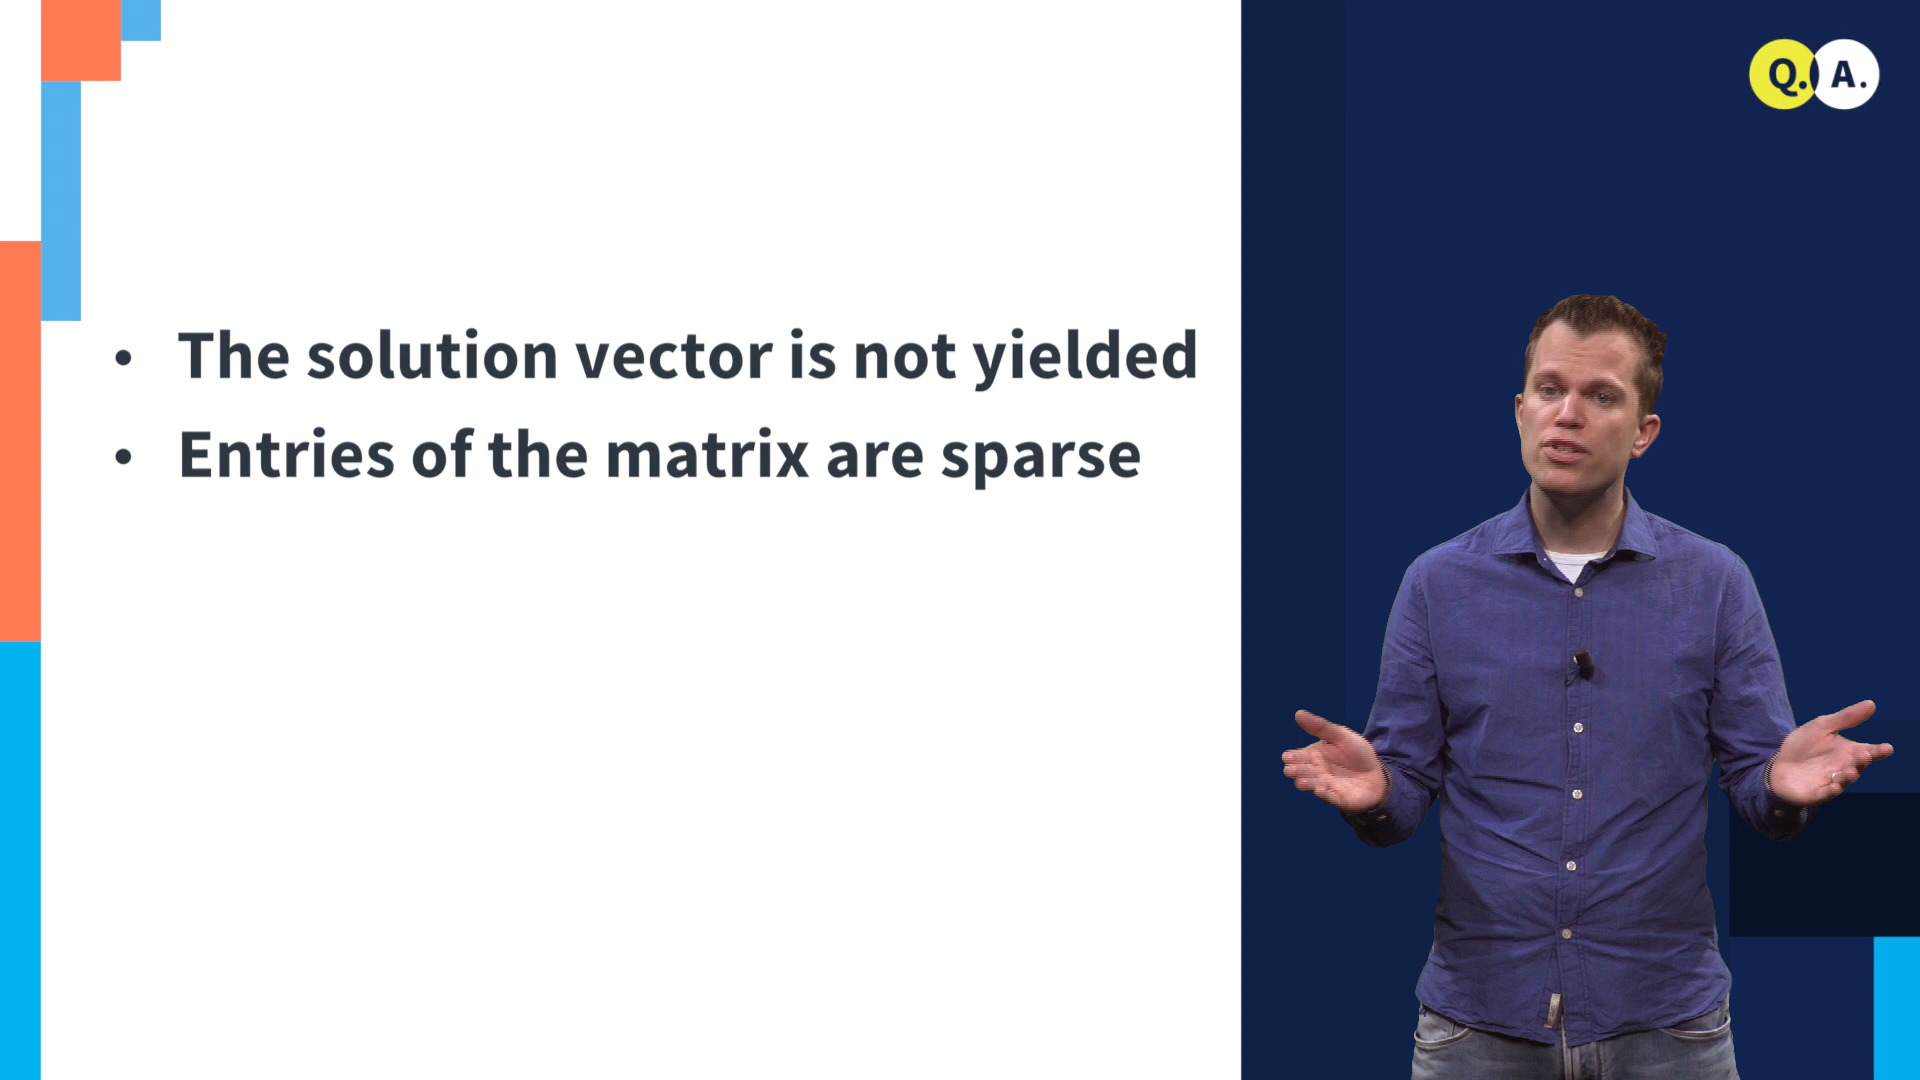 Q. A.
• The solution vector is not yielded
• Entries of the matrix are sparse